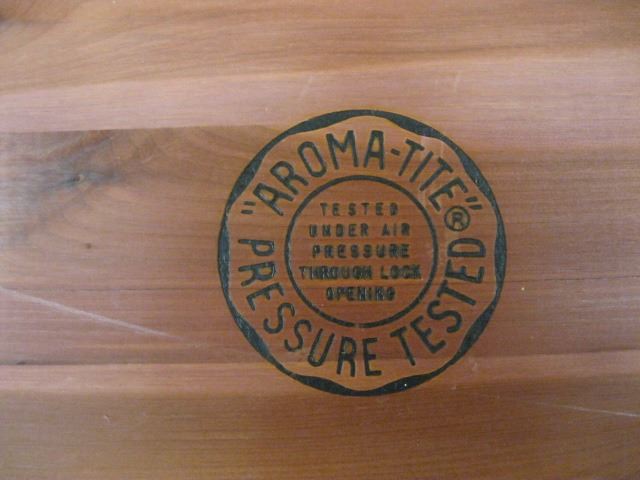 "AROMA-TITE"®
TESTED
UNDER AIR
PRESSURE
THROUGH LOCK
OPENING
PRESSURE TESTED